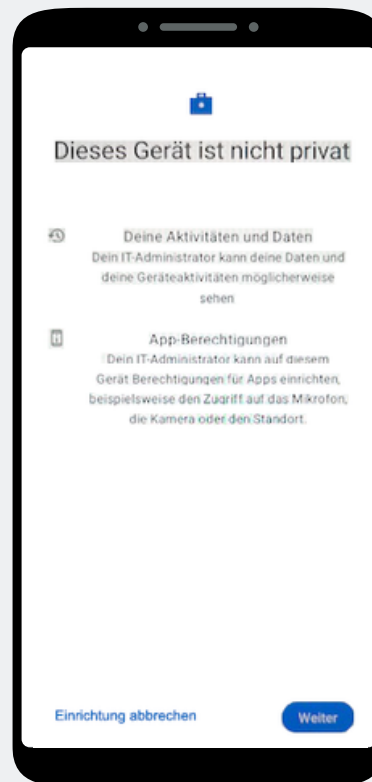 Dieses Gerät ist nicht privat
Deine Aktivitäten und Daten
Dein IT-Administrator kann deine Daten und
deine Geräteaktivitäten möglicherweise
sehen
App-Berechtigungen
Dein IT-Administrator kann auf diesem
Gerät Berechtigungen für Apps einrichten,
beispielsweise den Zugriff auf das Mikrofon,
die Kamera oder den Standort.
Einrichtung abbrechen
Weiter